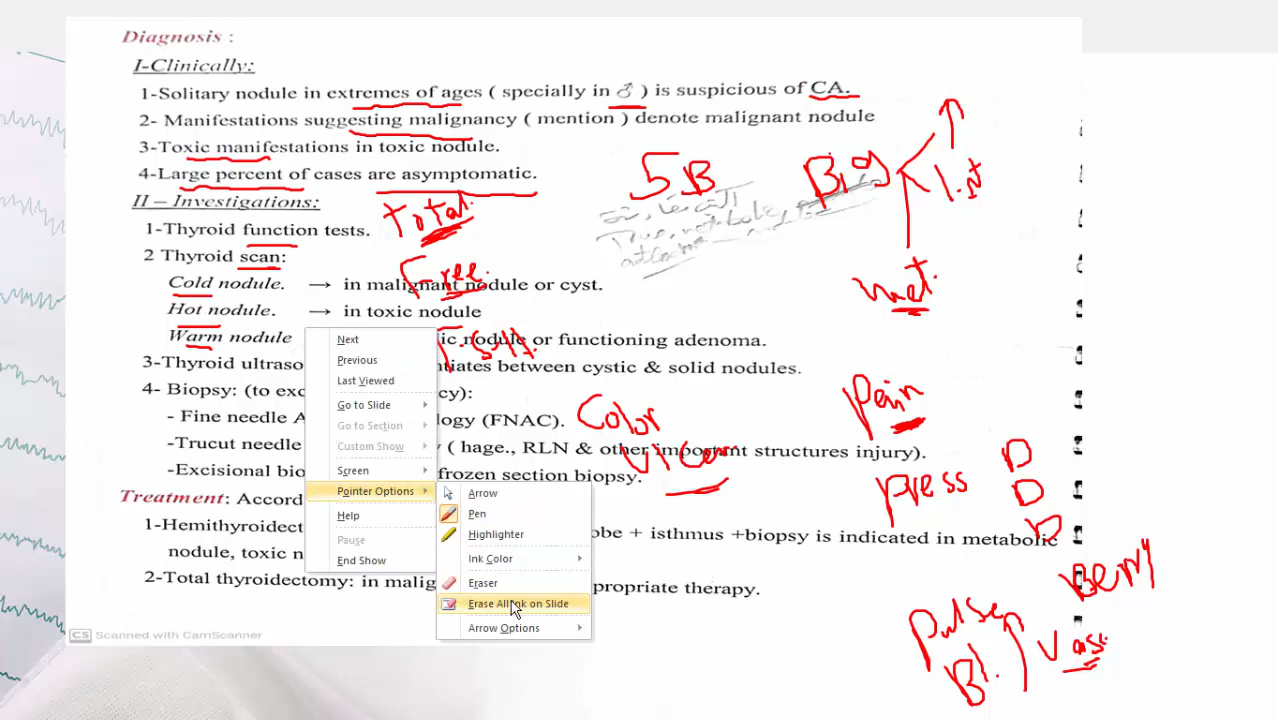 Diagnosis :
I-Clinically:
1-Solitary nodule in extremes of ages ( specially in ♂ ) is suspicious of CA.
2- Manifestations suggesting malignancy ( mention ) denote malignant nodule
3-Toxic manifestations in toxic nodule.
4-Large percent of cases are asymptomatic.
5B
Big
II – Investigations:
Total.
1-Thyroid function tests.
2 Thyroid scan:
Free.
Cold nodule. → in malignant nodule or cyst.
met.
Hot nodule. → in toxic nodule
Warm nodule ic nodule or functioning adenoma.
3-Thyroid ultraso tiates between cystic & solid nodules.
4- Biopsy: (to exc cy):
Pain
Color
- Fine needle A logy (FNAC).
-Trucut needle ( hage., RLN & other important structures injury).
-Excisional bio frozen section biopsy.
press
D
D
D
Treatment: Accord
1-Hemithyroidect obe + isthmus +biopsy is indicated in metabolic
nodule, toxic n
2-Total thyroidectomy: in malig propriate therapy.
Berry
Pulse
Bl.
Vasc
Next
Previous
Last Viewed
Go to Slide
Go to Section
Custom Show
Screen
Pointer Options
Help
Pause
End Show
Arrow
Pen
Highlighter
Ink Color
Eraser
Erase All Ink on Slide
Arrow Options
CS Scanned with CamScanner